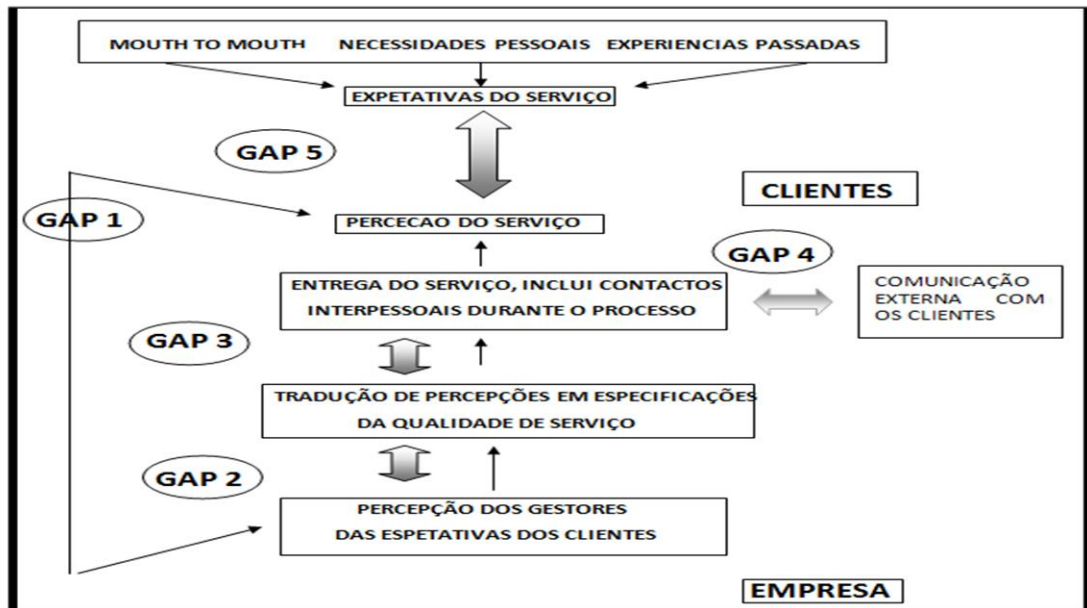 MOUTH TO MOUTH NECESSIDADES PESSOAIS EXPERIENCIAS PASSADAS
EXPETATIVAS DO SERVIÇO
GAP 5
CLIENTES
GAP 1
PERCECAO DO SERVIÇO
GAP 4
ENTREGA DO SERVIÇO, INCLUI CONTACTOS
INTERPESSOAIS DURANTE O PROCESSO
COMUNICAÇÃO
EXTERNA COM
OS CLIENTES
GAP 3
TRADUÇÃO DE PERCEPÇÕES EM ESPECIFICAÇÕES
DA QUALIDADE DE SERVIÇO
GAP 2
PERCEPÇÃO DOS GESTORES
DAS ESPETATIVAS DOS CLIENTES
EMPRESA